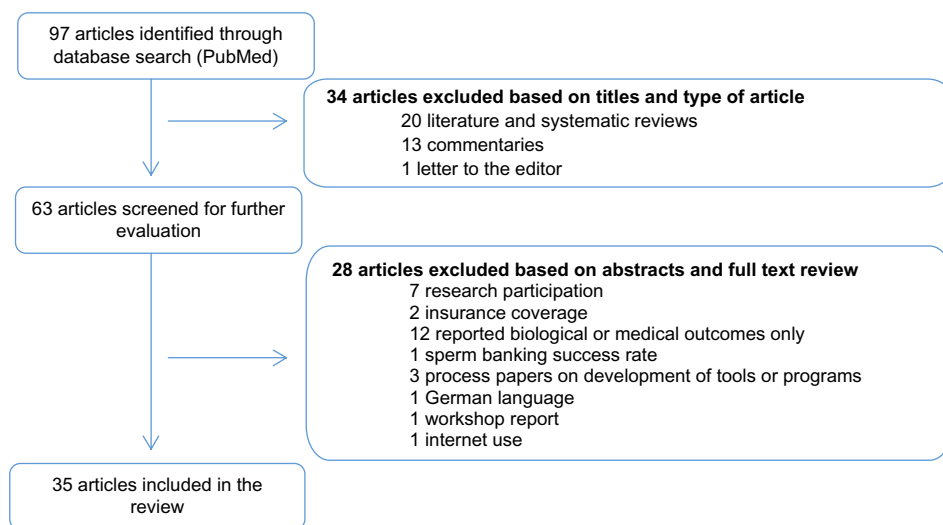 97 articles identified through
database search (PubMed)
34 articles excluded based on titles and type of article
20 literature and systematic reviews
13 commentaries
1 letter to the editor
63 articles screened for further
evaluation
28 articles excluded based on abstracts and full text review
7 research participation
2 insurance coverage
12 reported biological or medical outcomes only
1 sperm banking success rate
3 process papers on development of tools or programs
1 German language
1 workshop report
1 internet use
35 articles included in the
review